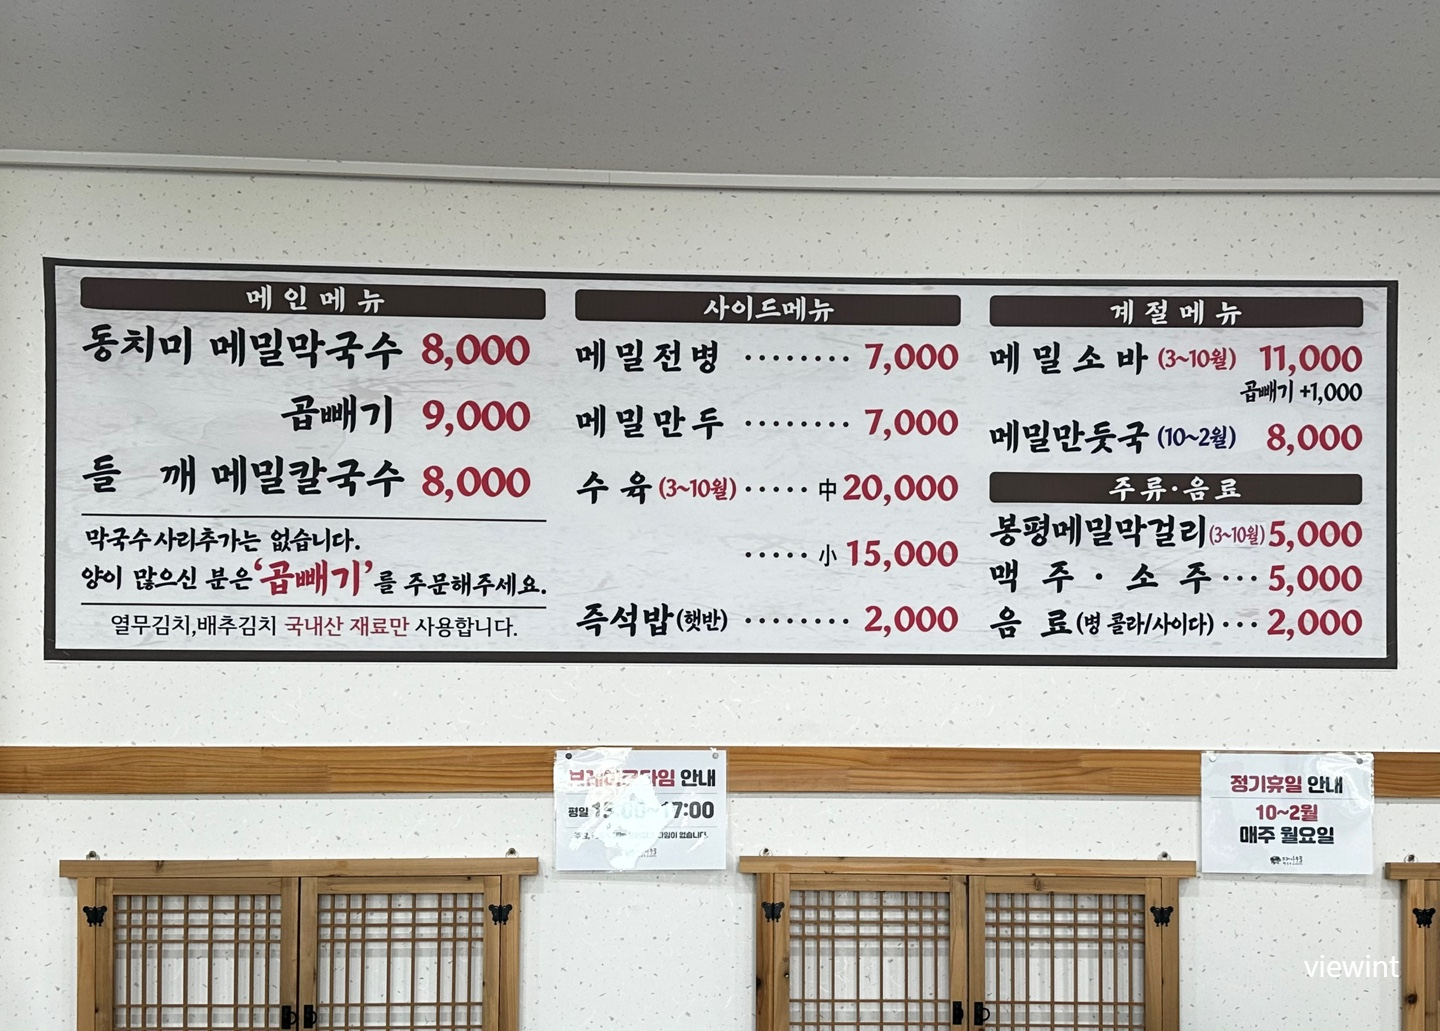 메인메뉴
동치미 메밀막국수 8,000
곱빼기 9,000
들 깨 메밀칼국수 8,000
막국수사리추가는 없습니다.
양이 많으신 분은 '곱빼기'를 주문해주세요.
열무김치,배추김치 국내산 재료만 사용합니다.
사이드메뉴
메밀전병 ········ 7,000
메밀만두 ········ 7,000
수육(3~10월) ····· 中 20,000
····· 小 15,000
즉석밥(햇반) ········ 2,000
계절메뉴
메밀소바 (3~10월) 11,000
곱빼기 +1,000
메밀만둣국 (10~2월) 8,000
주류·음료
봉평메밀막걸리(3~10월) 5,000
맥주·소주 ··· 5,000
음료(병 콜라/사이다) ··· 2,000
안내
평일 17:00
없습니다.
정기휴일 안내
10~2월
매주 월요일
viewint